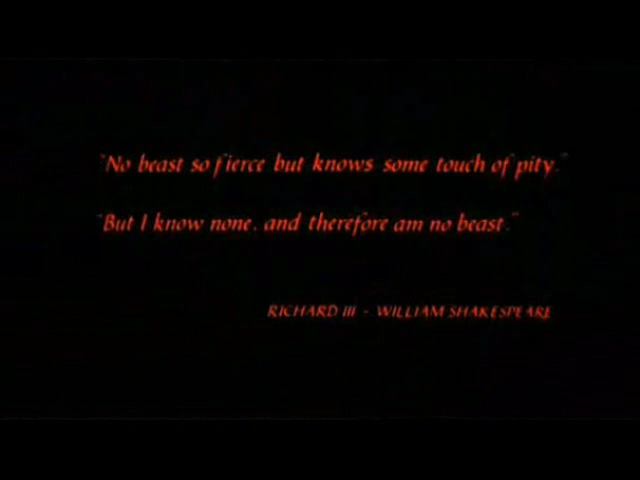 "No beast so fierce but knows some touch of pity."
"But I know none, and therefore am no beast."
RICHARD III - WILLIAM SHAKESPEARE